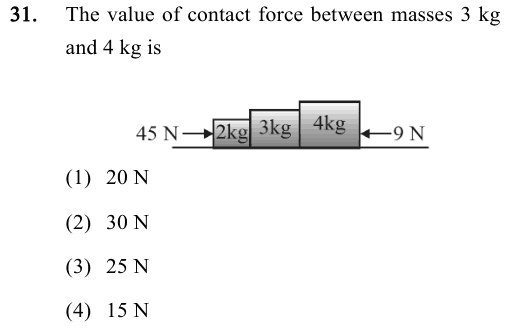 31. The value of contact force between masses 3 kg
and 4 kg is
45 N 2kg 3kg 4kg 9 N
(1) 20 N
(2) 30 N
(3) 25 N
(4) 15 N